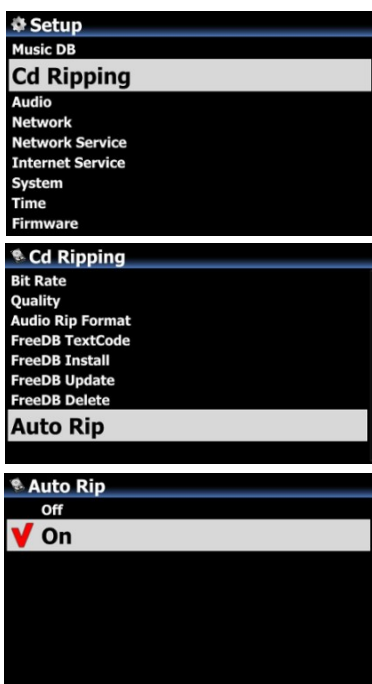 Setup
Music DB
Cd Ripping
Audio
Network
Network Service
Internet Service
System
Time
Firmware
Cd Ripping
Bit Rate
Quality
Audio Rip Format
FreeDB TextCode
FreeDB Install
FreeDB Update
FreeDB Delete
Auto Rip
Auto Rip
Off
On